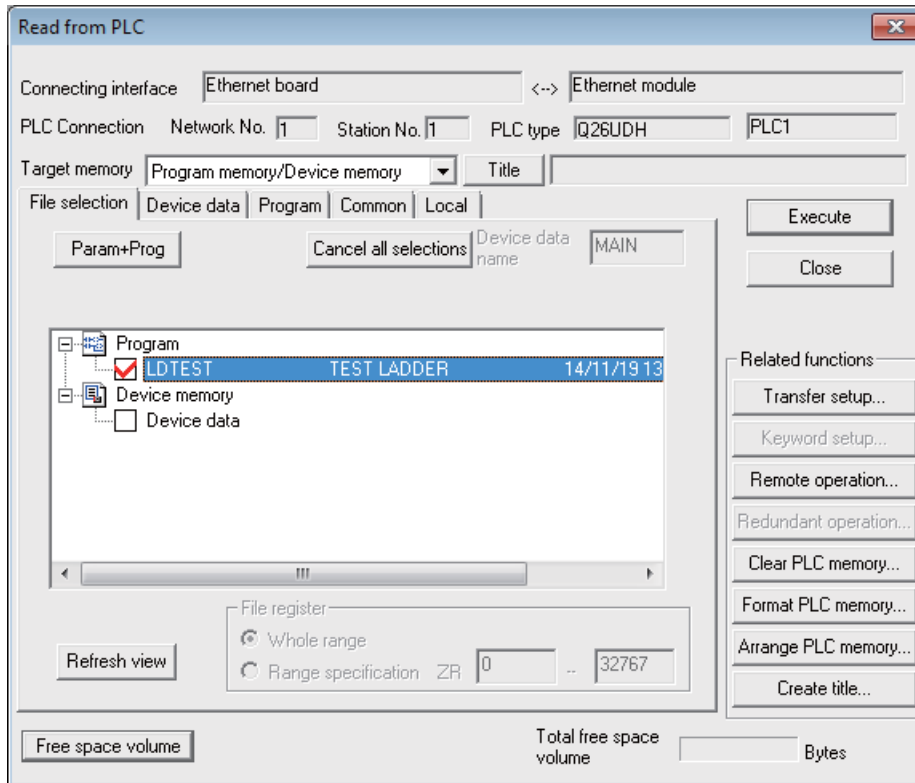 Read from PLC
Connecting interface Ethernet board <--> Ethernet module
PLC Connection Network No. 1 Station No. 1 PLC type Q26UDH PLC1
Target memory Program memory/Device memory Title
File selection Device data Program Common Local
Execute
Param+Prog Cancel all selections Device data name MAIN
Close
Program
LDTEST TEST LADDER 14/11/19 13
Device memory
Device data
Related functions
Transfer setup...
Keyword setup...
Remote operation...
Redundant operation...
Clear PLC memory...
Format PLC memory...
Arrange PLC memory...
Create title...
File register
Whole range
Refresh view
Range specification ZR 0 -- 32767
Free space volume
Total free space volume Bytes